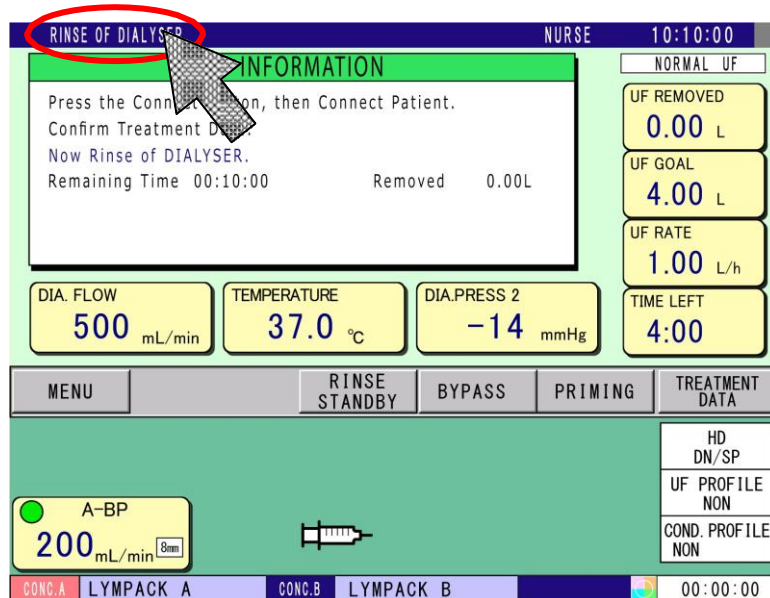 RINSE OF DIALYSER NURSE 10:10:00
INFORMATION
NORMAL UF
Press the Connect, then Connect Patient.
Confirm Treatment
Now Rinse of DIALYSER.
Remaining Time 00:10:00 Removed 0.00L
UF REMOVED
0.00 L
UF GOAL
4.00 L
UF RATE
1.00 L/h
DIA. FLOW
500 mL/min
TEMPERATURE
37.0 ℃
DIA.PRESS 2
-14 mmHg
TIME LEFT
4:00
MENU
RINSE
STANDBY
BYPASS
PRIMING
TREATMENT
DATA
HD
DN/SP
UF PROFILE
NON
COND. PROFILE
NON
A-BP
200 mL/min 8mm
CONC.A LYMPACK A CONC.B LYMPACK B 00:00:00